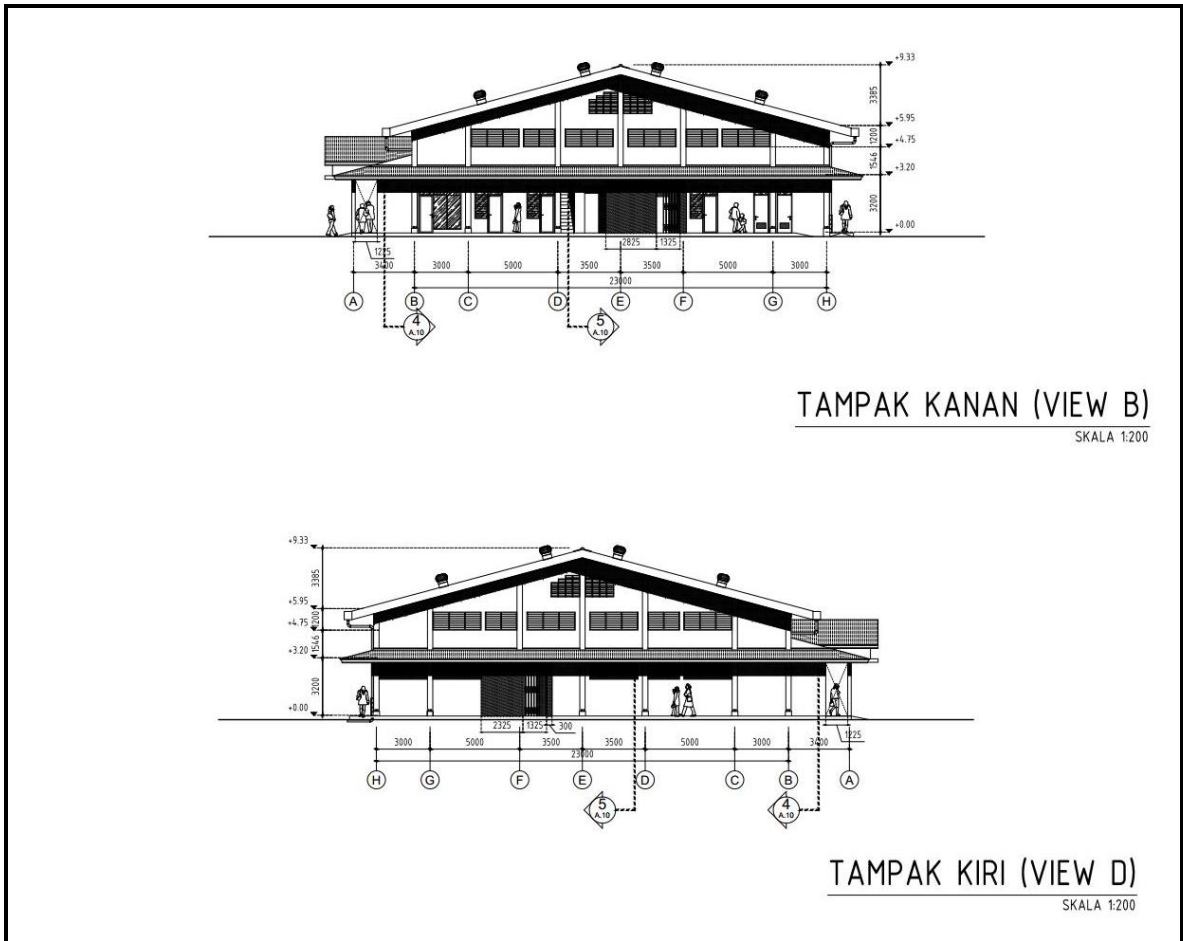 +9.33
3385
+5.95
1200
+4.75
1546
+3.20
3200
+0.00
2825 1325
1225
3400 3000 5000 3500 3500 5000 3000
23000
A B C D E F G H
4
A.10
5
A.10
TAMPAK KANAN (VIEW B)
SKALA 1:200
+9.33
3385
+5.95
1200
+4.75
1546
+3.20
3200
+0.00
2325 1325 300
1225
3000 5000 3500 3500 5000 3000 3400
23000
H G F E D C B A
5
A.10
4
A.10
TAMPAK KIRI (VIEW D)
SKALA 1:200